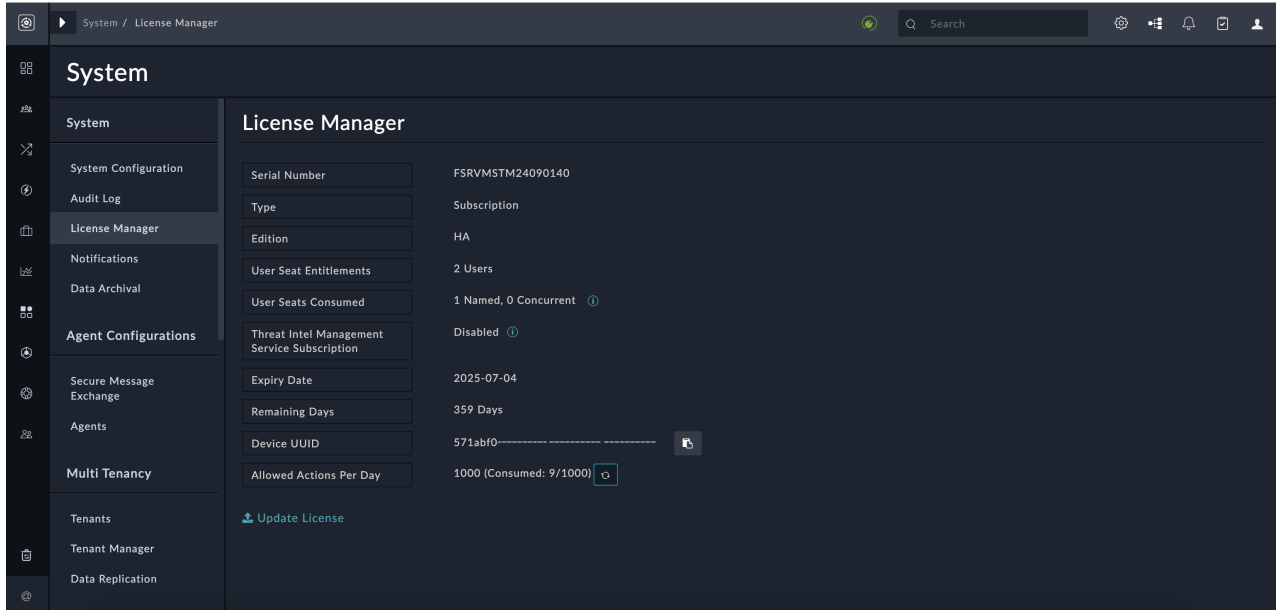 System / License Manager
Search
System
System
System Configuration
Audit Log
License Manager
Notifications
Data Archival
Agent Configurations
Secure Message
Exchange
Agents
Multi Tenancy
Tenants
Tenant Manager
Data Replication
License Manager
Serial Number FSRVMSTM24090140
Type Subscription
Edition HA
User Seat Entitlements 2 Users
User Seats Consumed 1 Named, 0 Concurrent
Threat Intel Management
Service Subscription
Disabled
Expiry Date 2025-07-04
Remaining Days 359 Days
Device UUID 571abf0
Allowed Actions Per Day 1000 (Consumed: 9/1000)
Update License